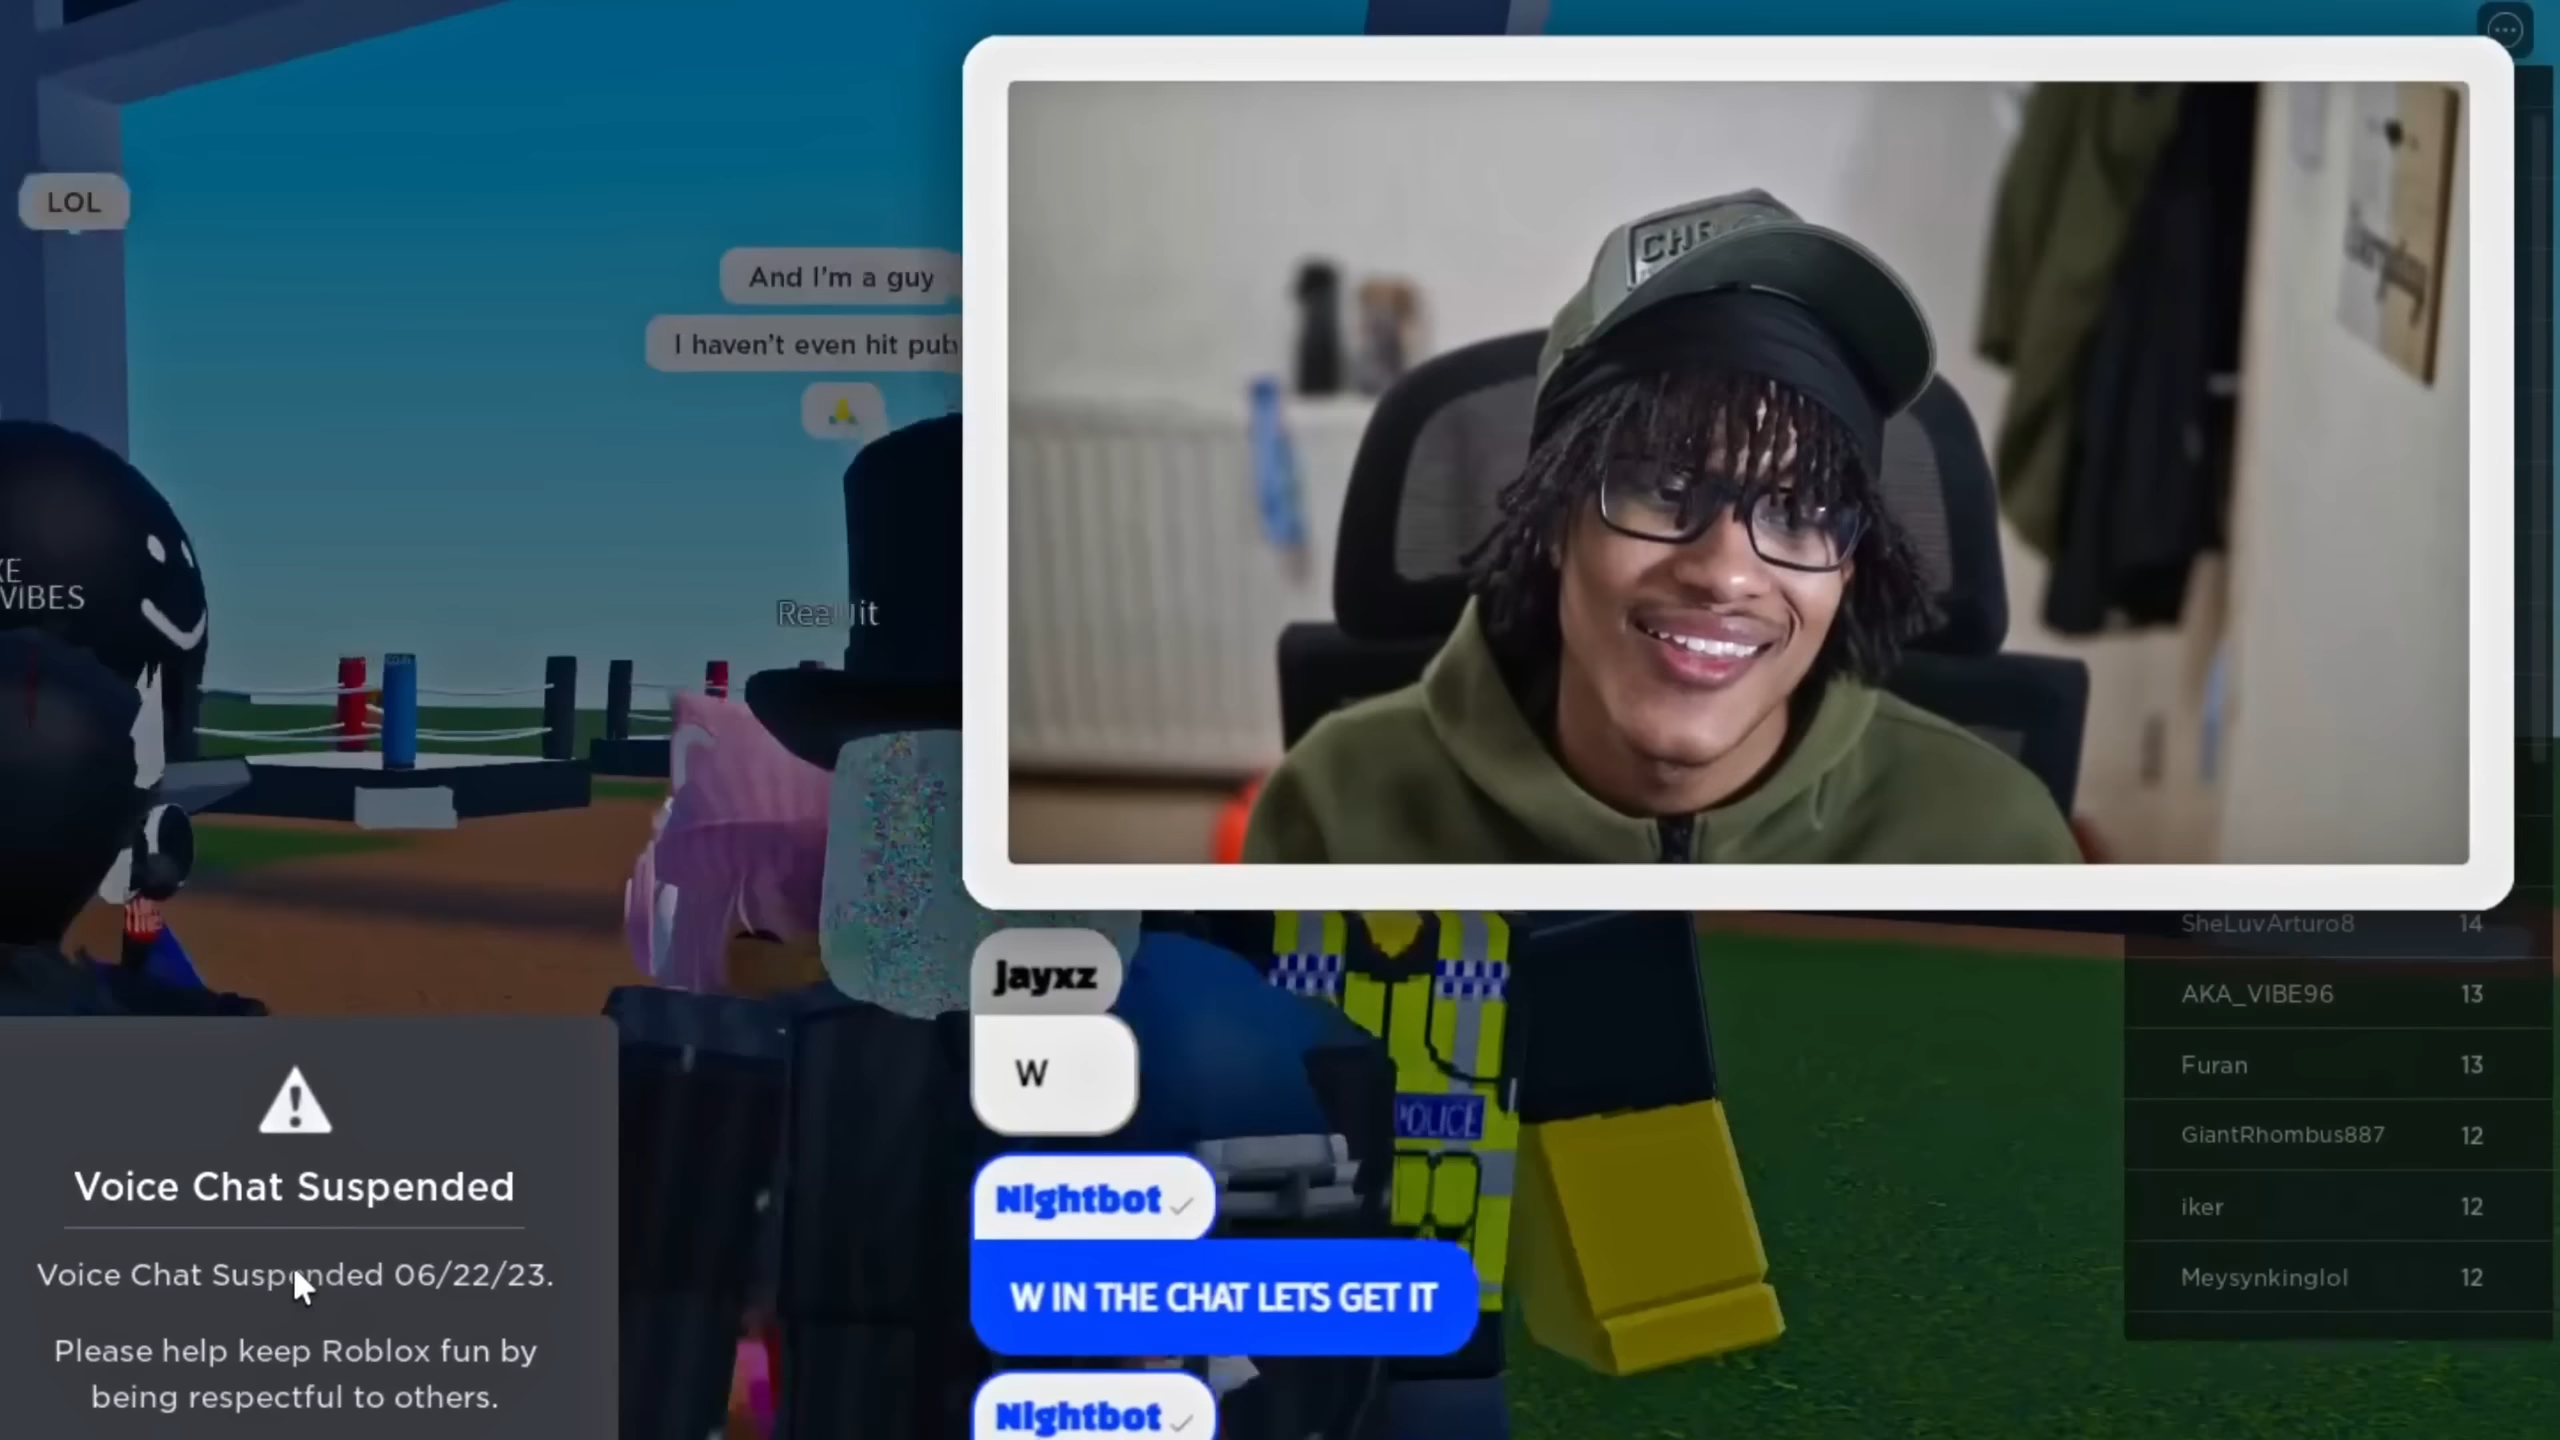 LOL
And I'm a guy
I haven't even hit pub
VIBES
jayxz
W
POLICE
Nightbot
W IN THE CHAT LETS GET IT
Nightbot
Voice Chat Suspended
Voice Chat Suspended 06/22/23.
Please help keep Roblox fun by
being respectful to others.
SheLuvArturo8 14
AKA_VIBE96 13
Furan 13
GiantRhombus887 12
iker 12
Meysynkinglol 12